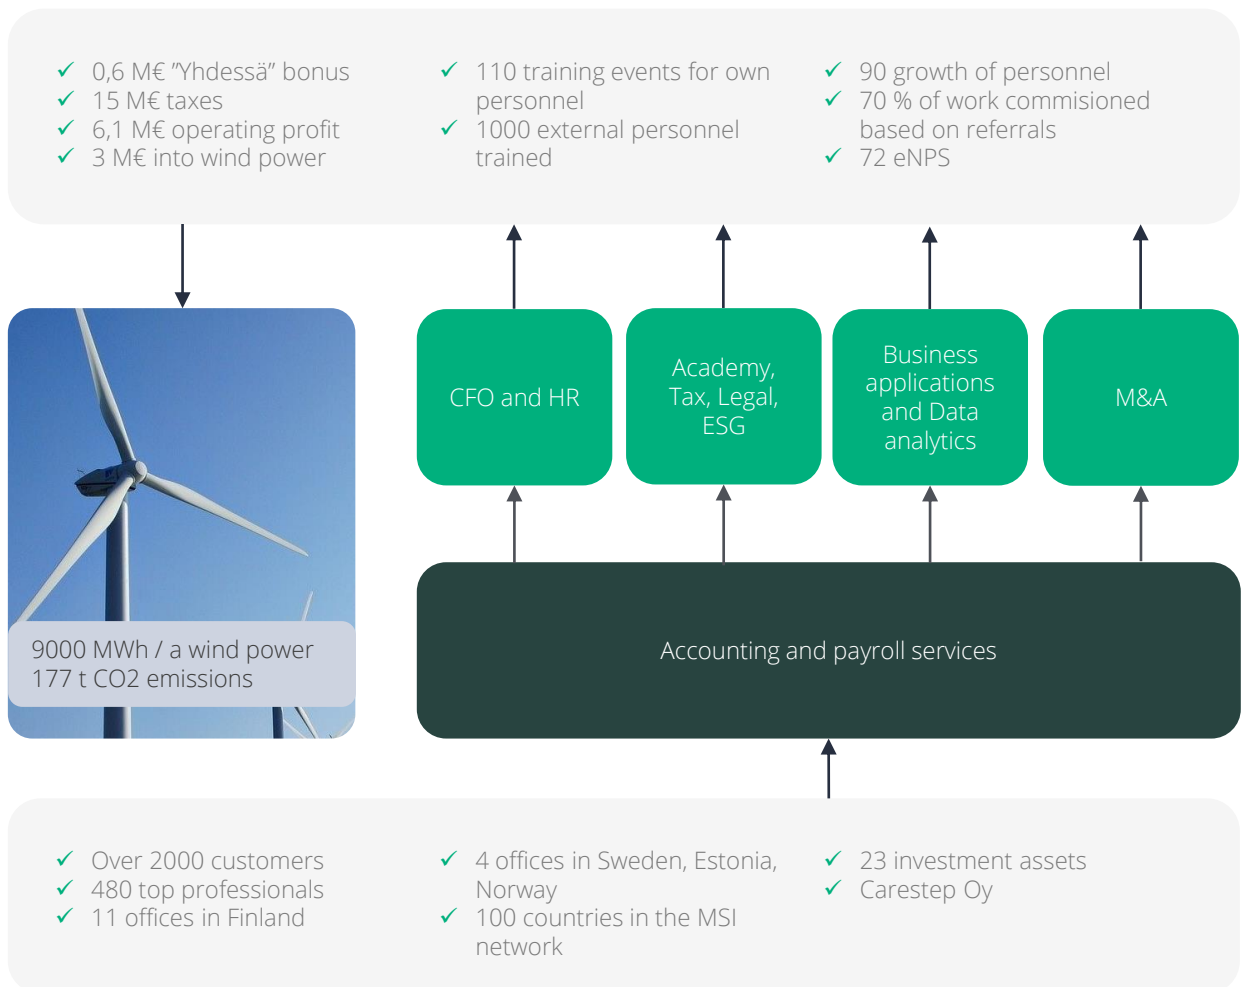 0,6 M€ ”Yhdessä” bonus
15 M€ taxes
6,1 M€ operating profit
3 M€ into wind power
110 training events for own
personnel
1000 external personnel
trained
90 growth of personnel
70 % of work commisioned
based on referrals
72 eNPS
CFO and HR
Academy,
Tax, Legal,
ESG
Business
applications
and Data
analytics
M&A
9000 MWh / a wind power
177 t CO2 emissions
Accounting and payroll services
Over 2000 customers
480 top professionals
11 offices in Finland
4 offices in Sweden, Estonia,
Norway
100 countries in the MSI
network
23 investment assets
Carestep Oy